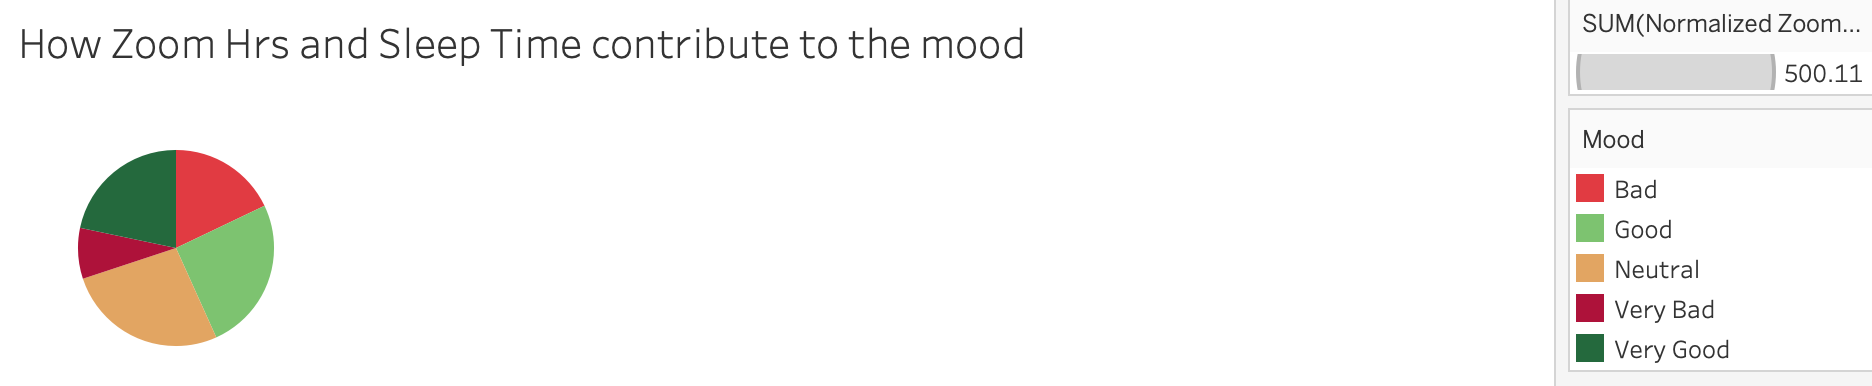 How Zoom Hrs and Sleep Time contribute to the mood
SUM(Normalized Zoom...
500.11
Mood
Bad
Good
Neutral
Very Bad
Very Good